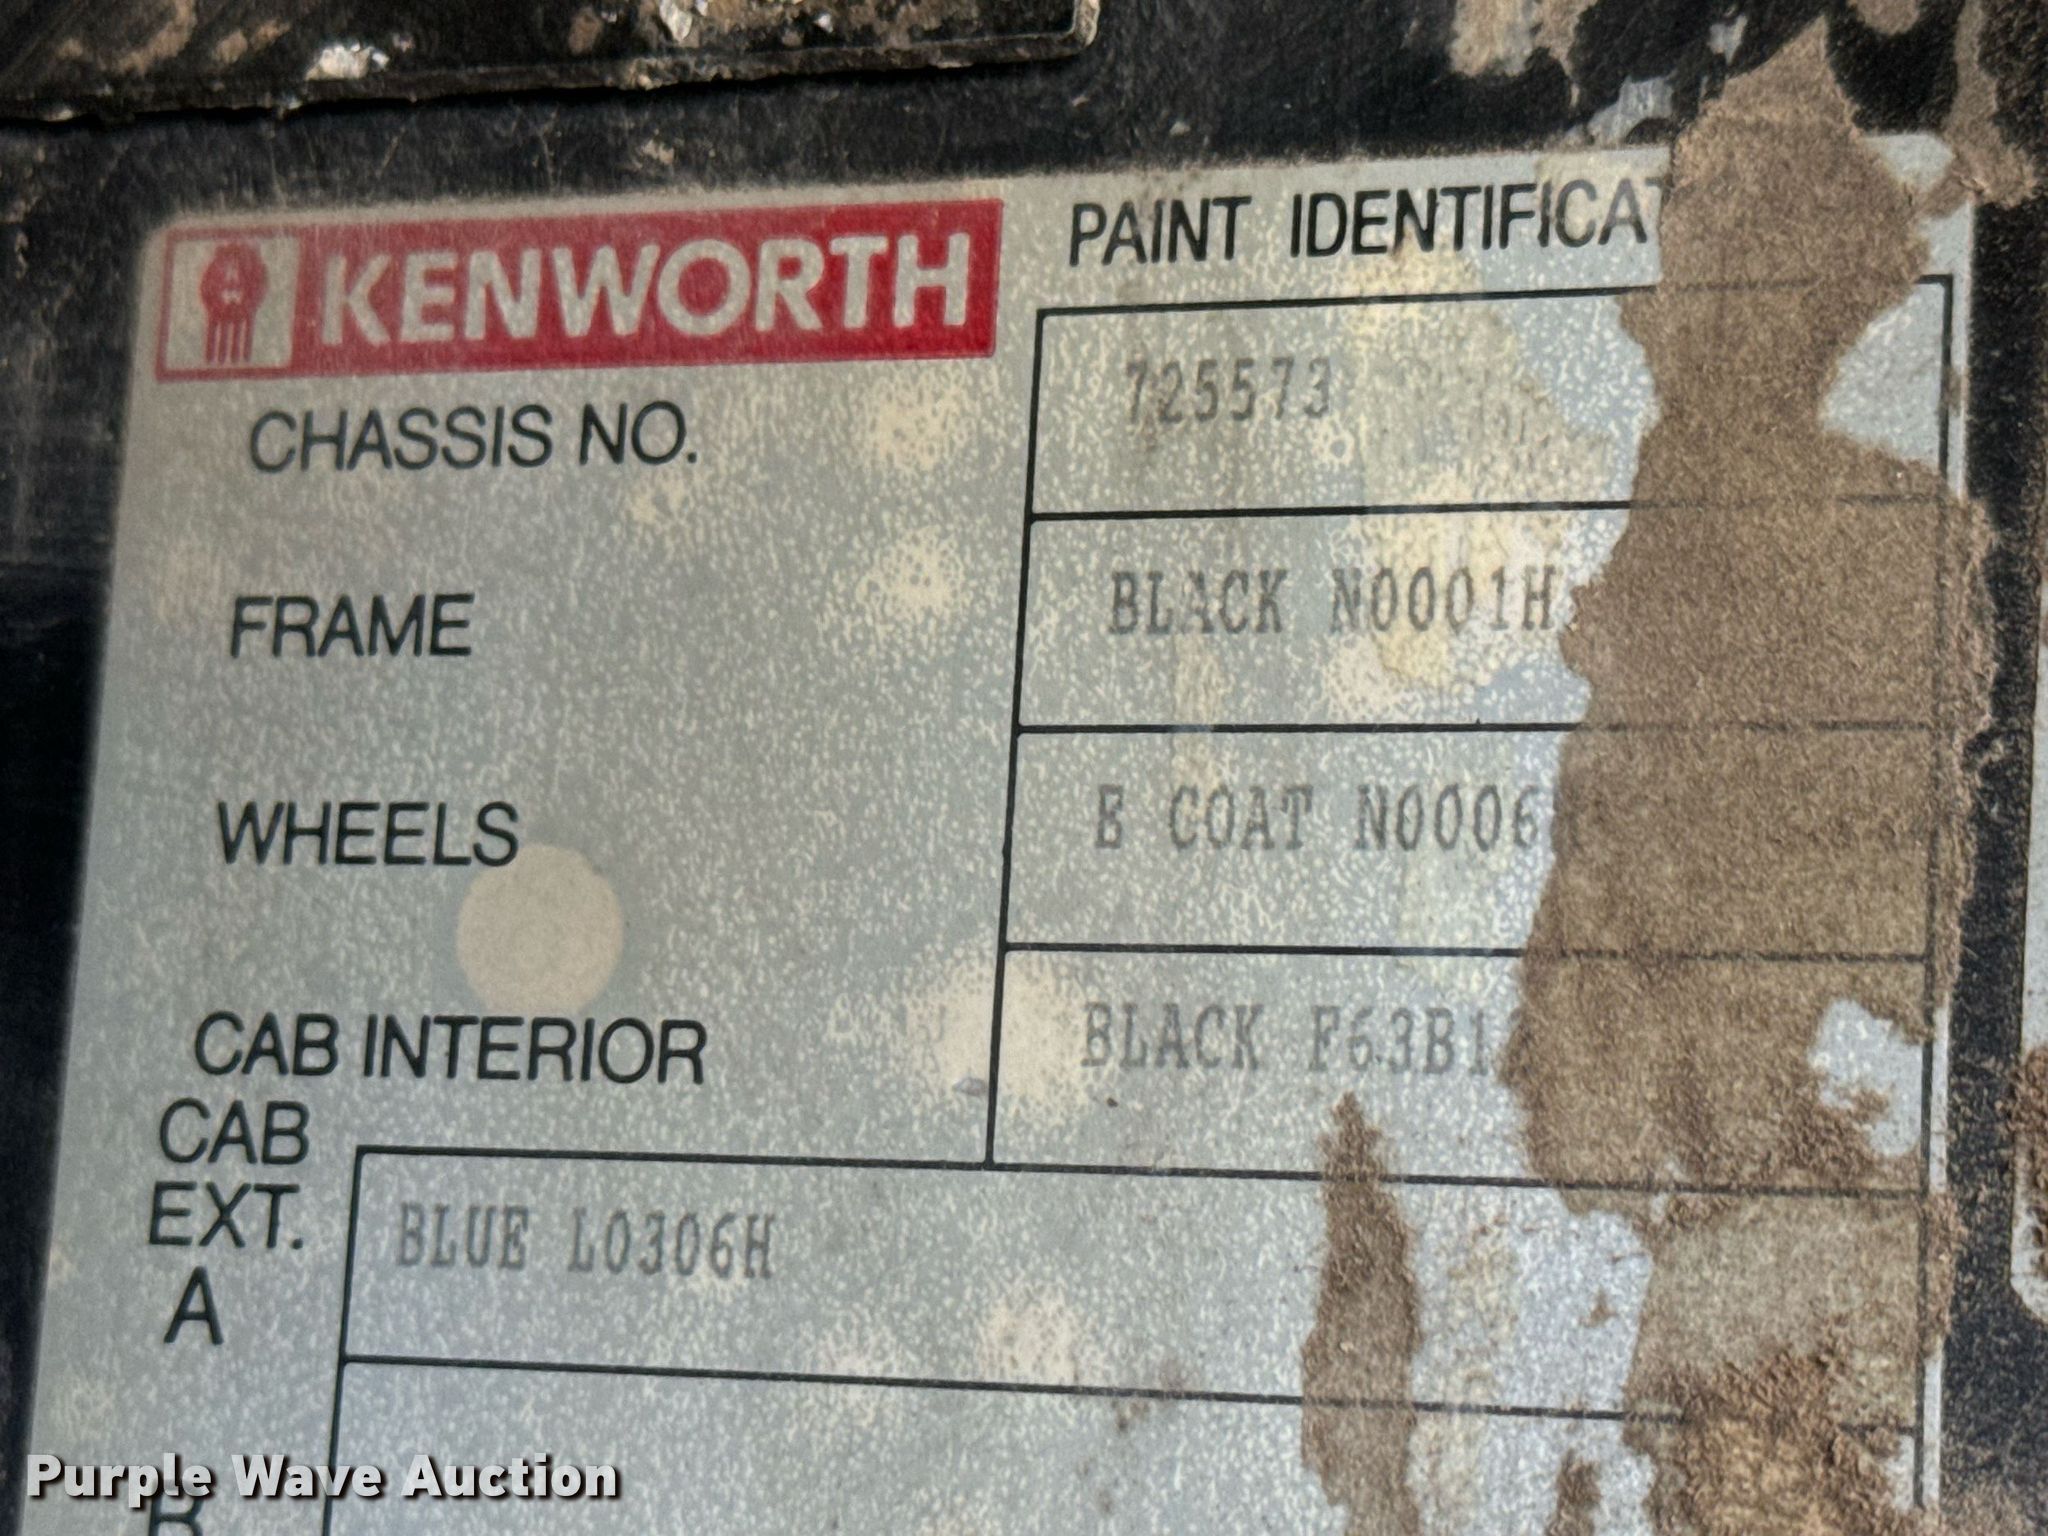 KENWORTH
PAINT IDENTIFICAT
CHASSIS NO.
725573
FRAME
BLACK N0001H
WHEELS
E COAT N0006
CAB INTERIOR
BLACK F63B1
CAB
EXT.
A
BLUE L0306H
B
Purple Wave Auction